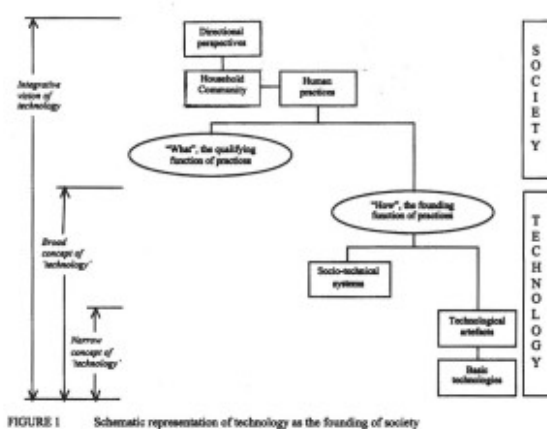 Directional
perspectives
Household
Community
Human
practices
Integrative
vision of
technology
"What", the qualifying
function of practices
"How", the founding
function of practices
Broad
concept of
'technology'
Socio-technical
systems
Narrow
concept of
'technology'
Technological
artefacts
Basic
technologies
SOCIETY
TECHNOLOGY
FIGURE 1 Schematic representation of technology as the founding of society